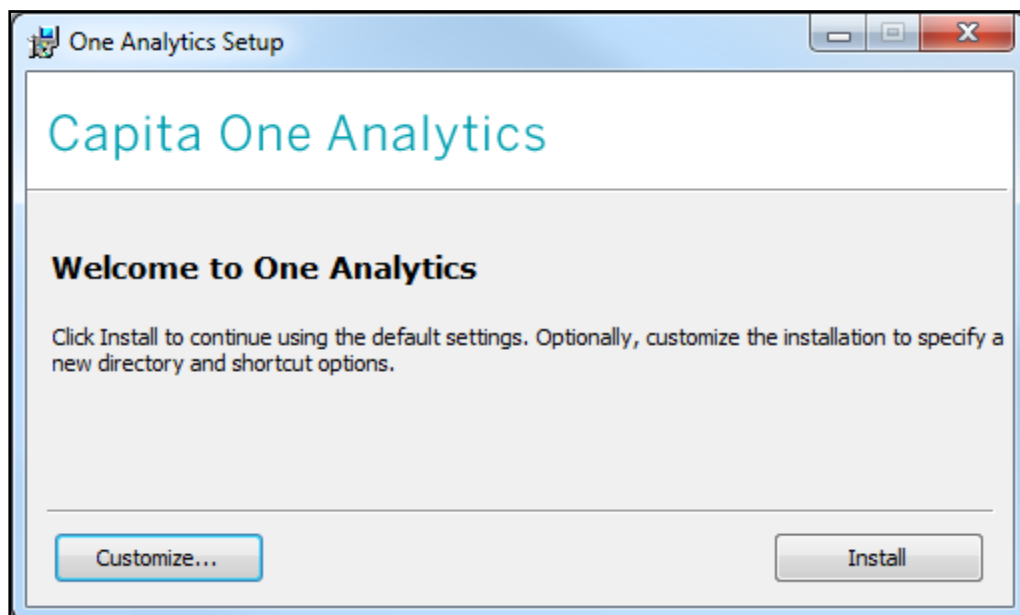 One Analytics Setup
Capita One Analytics
Welcome to One Analytics
Click Install to continue using the default settings. Optionally, customize the installation to specify a
new directory and shortcut options.
Customize...
Install